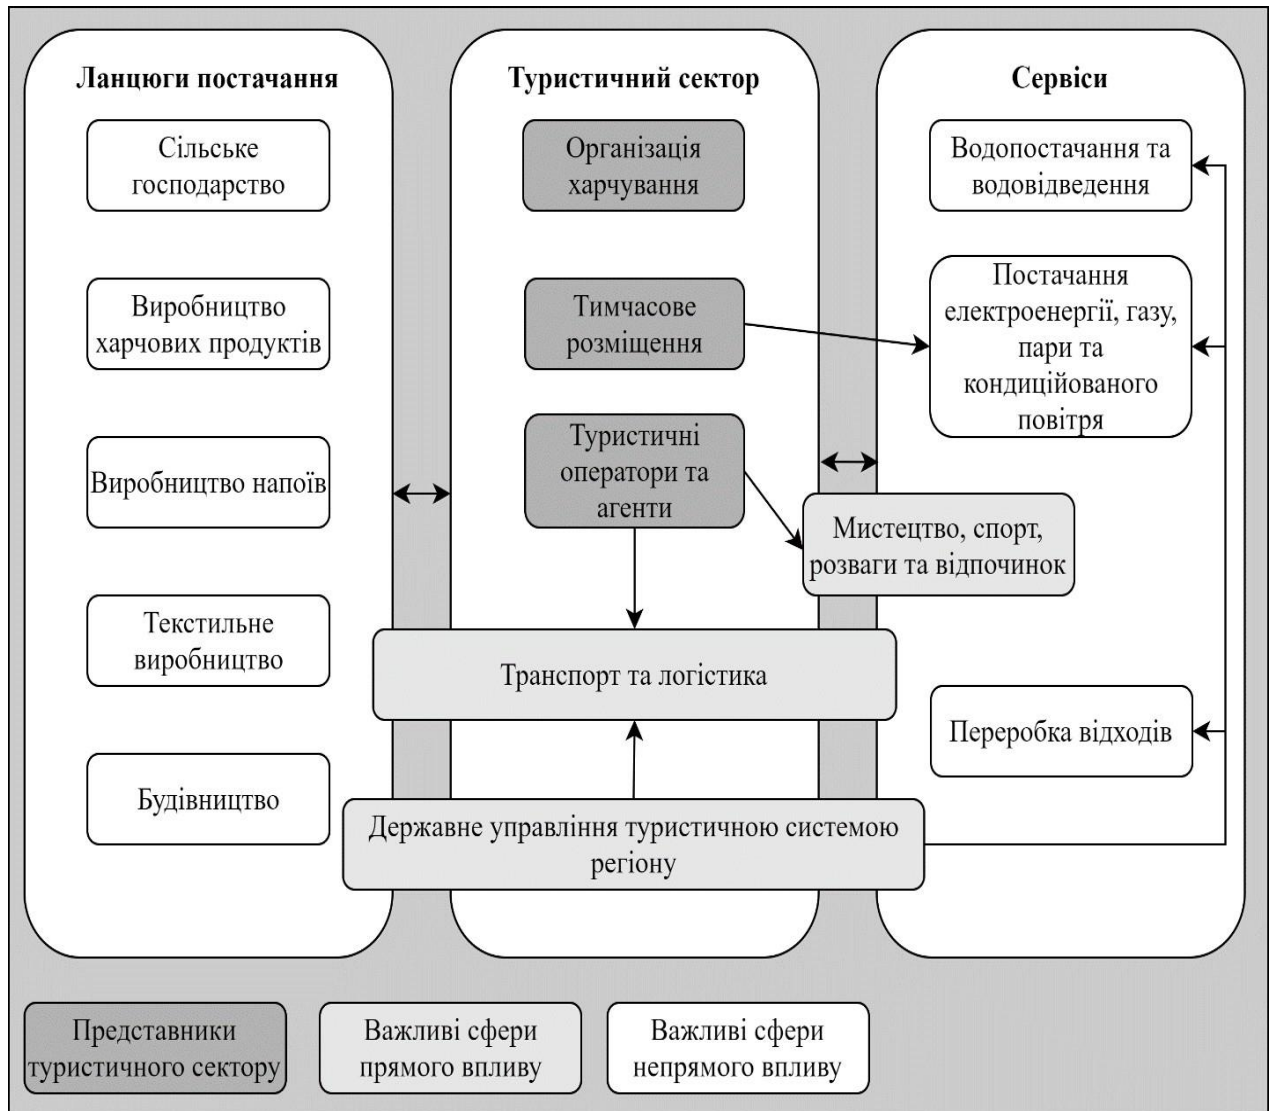 Ланцюги постачання
Сільське
господарство
Виробництво
харчових продуктів
Виробництво напоїв
Текстильне
виробництво
Будівництво
Туристичний сектор
Організація
харчування
Тимчасове
розміщення
Туристичні
оператори та
агенти
Транспорт та логістика
Державне управління туристичною системою
регіону
Сервіси
Водопостачання та
водовідведення
Постачання
електроенергії, газу,
пари та
кондиційованого
повітря
Мистецтво, спорт,
розваги та відпочинок
Переробка відходів
Представники
туристичного сектору
Важливі сфери
прямого впливу
Важливі сфери
непрямого впливу